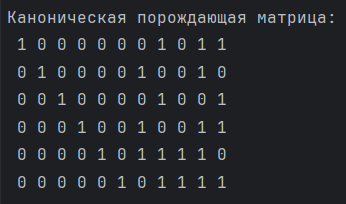 Каноническая порождающая матрица:
1 0 0 0 0 0 0 1 0 1 1
0 1 0 0 0 0 1 0 0 1 0
0 0 1 0 0 0 0 1 0 0 1
0 0 0 1 0 0 1 0 0 1 1
0 0 0 0 1 0 1 1 1 1 0
0 0 0 0 0 1 0 1 1 1 1